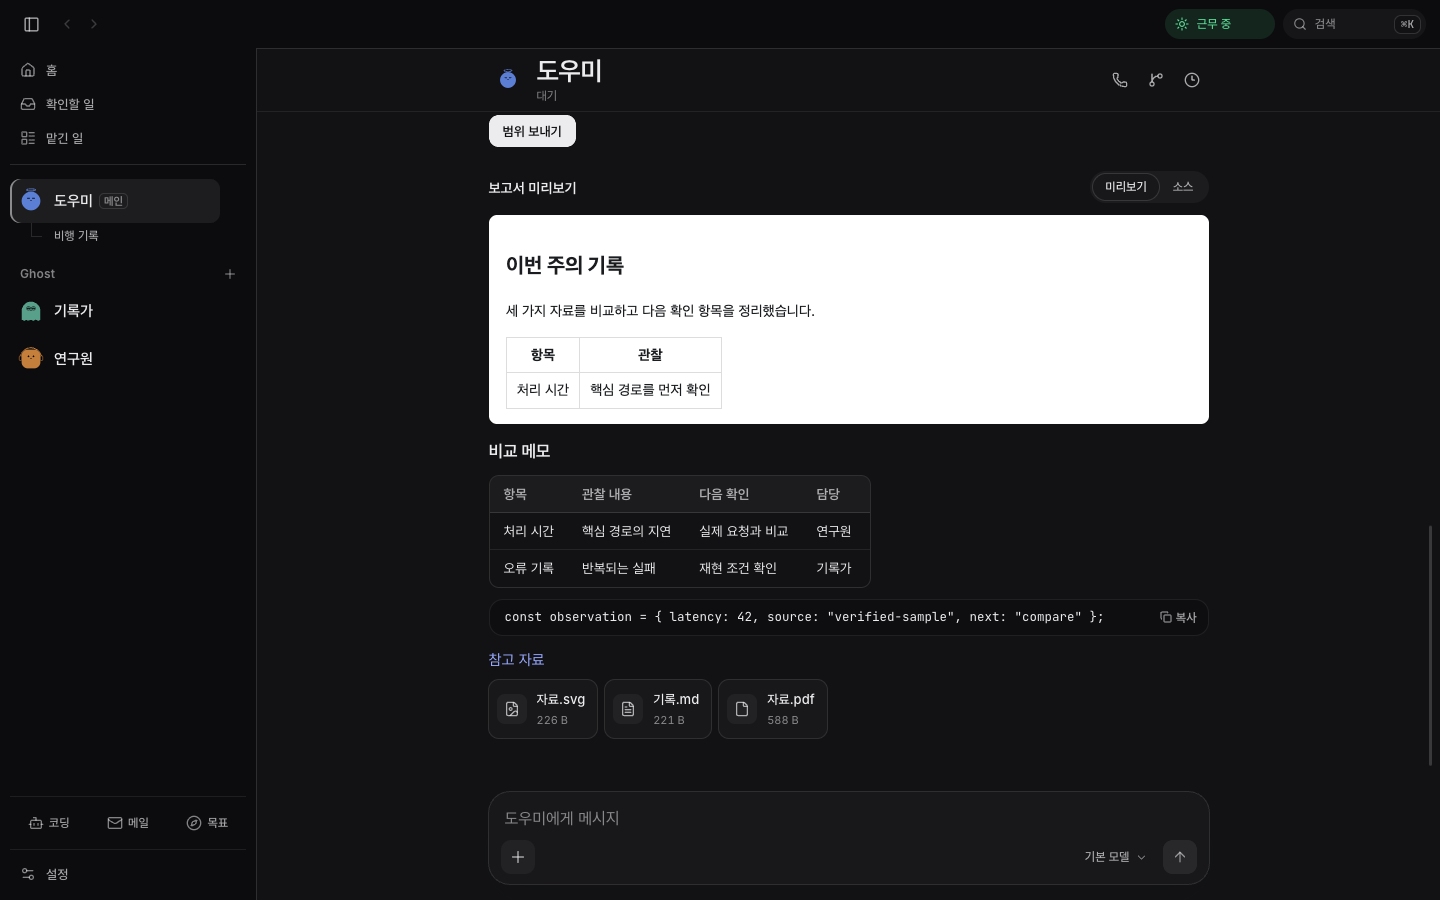 근무 중
검색
⌘K
홈
확인할 일
맡긴 일
도우미 메인
비행 기록
Ghost
기록가
연구원
코딩
메일
목표
설정
도우미
대기
범위 보내기
보고서 미리보기
미리보기
소스
이번 주의 기록
세 가지 자료를 비교하고 다음 확인 항목을 정리했습니다.
항목 관찰
처리 시간 핵심 경로를 먼저 확인
비교 메모
항목 관찰 내용 다음 확인 담당
처리 시간 핵심 경로의 지연 실제 요청과 비교 연구원
오류 기록 반복되는 실패 재현 조건 확인 기록가
const observation = { latency: 42, source: "verified-sample", next: "compare" };
복사
참고 자료
자료.svg
226 B
기록.md
221 B
자료.pdf
588 B
도우미에게 메시지
기본 모델